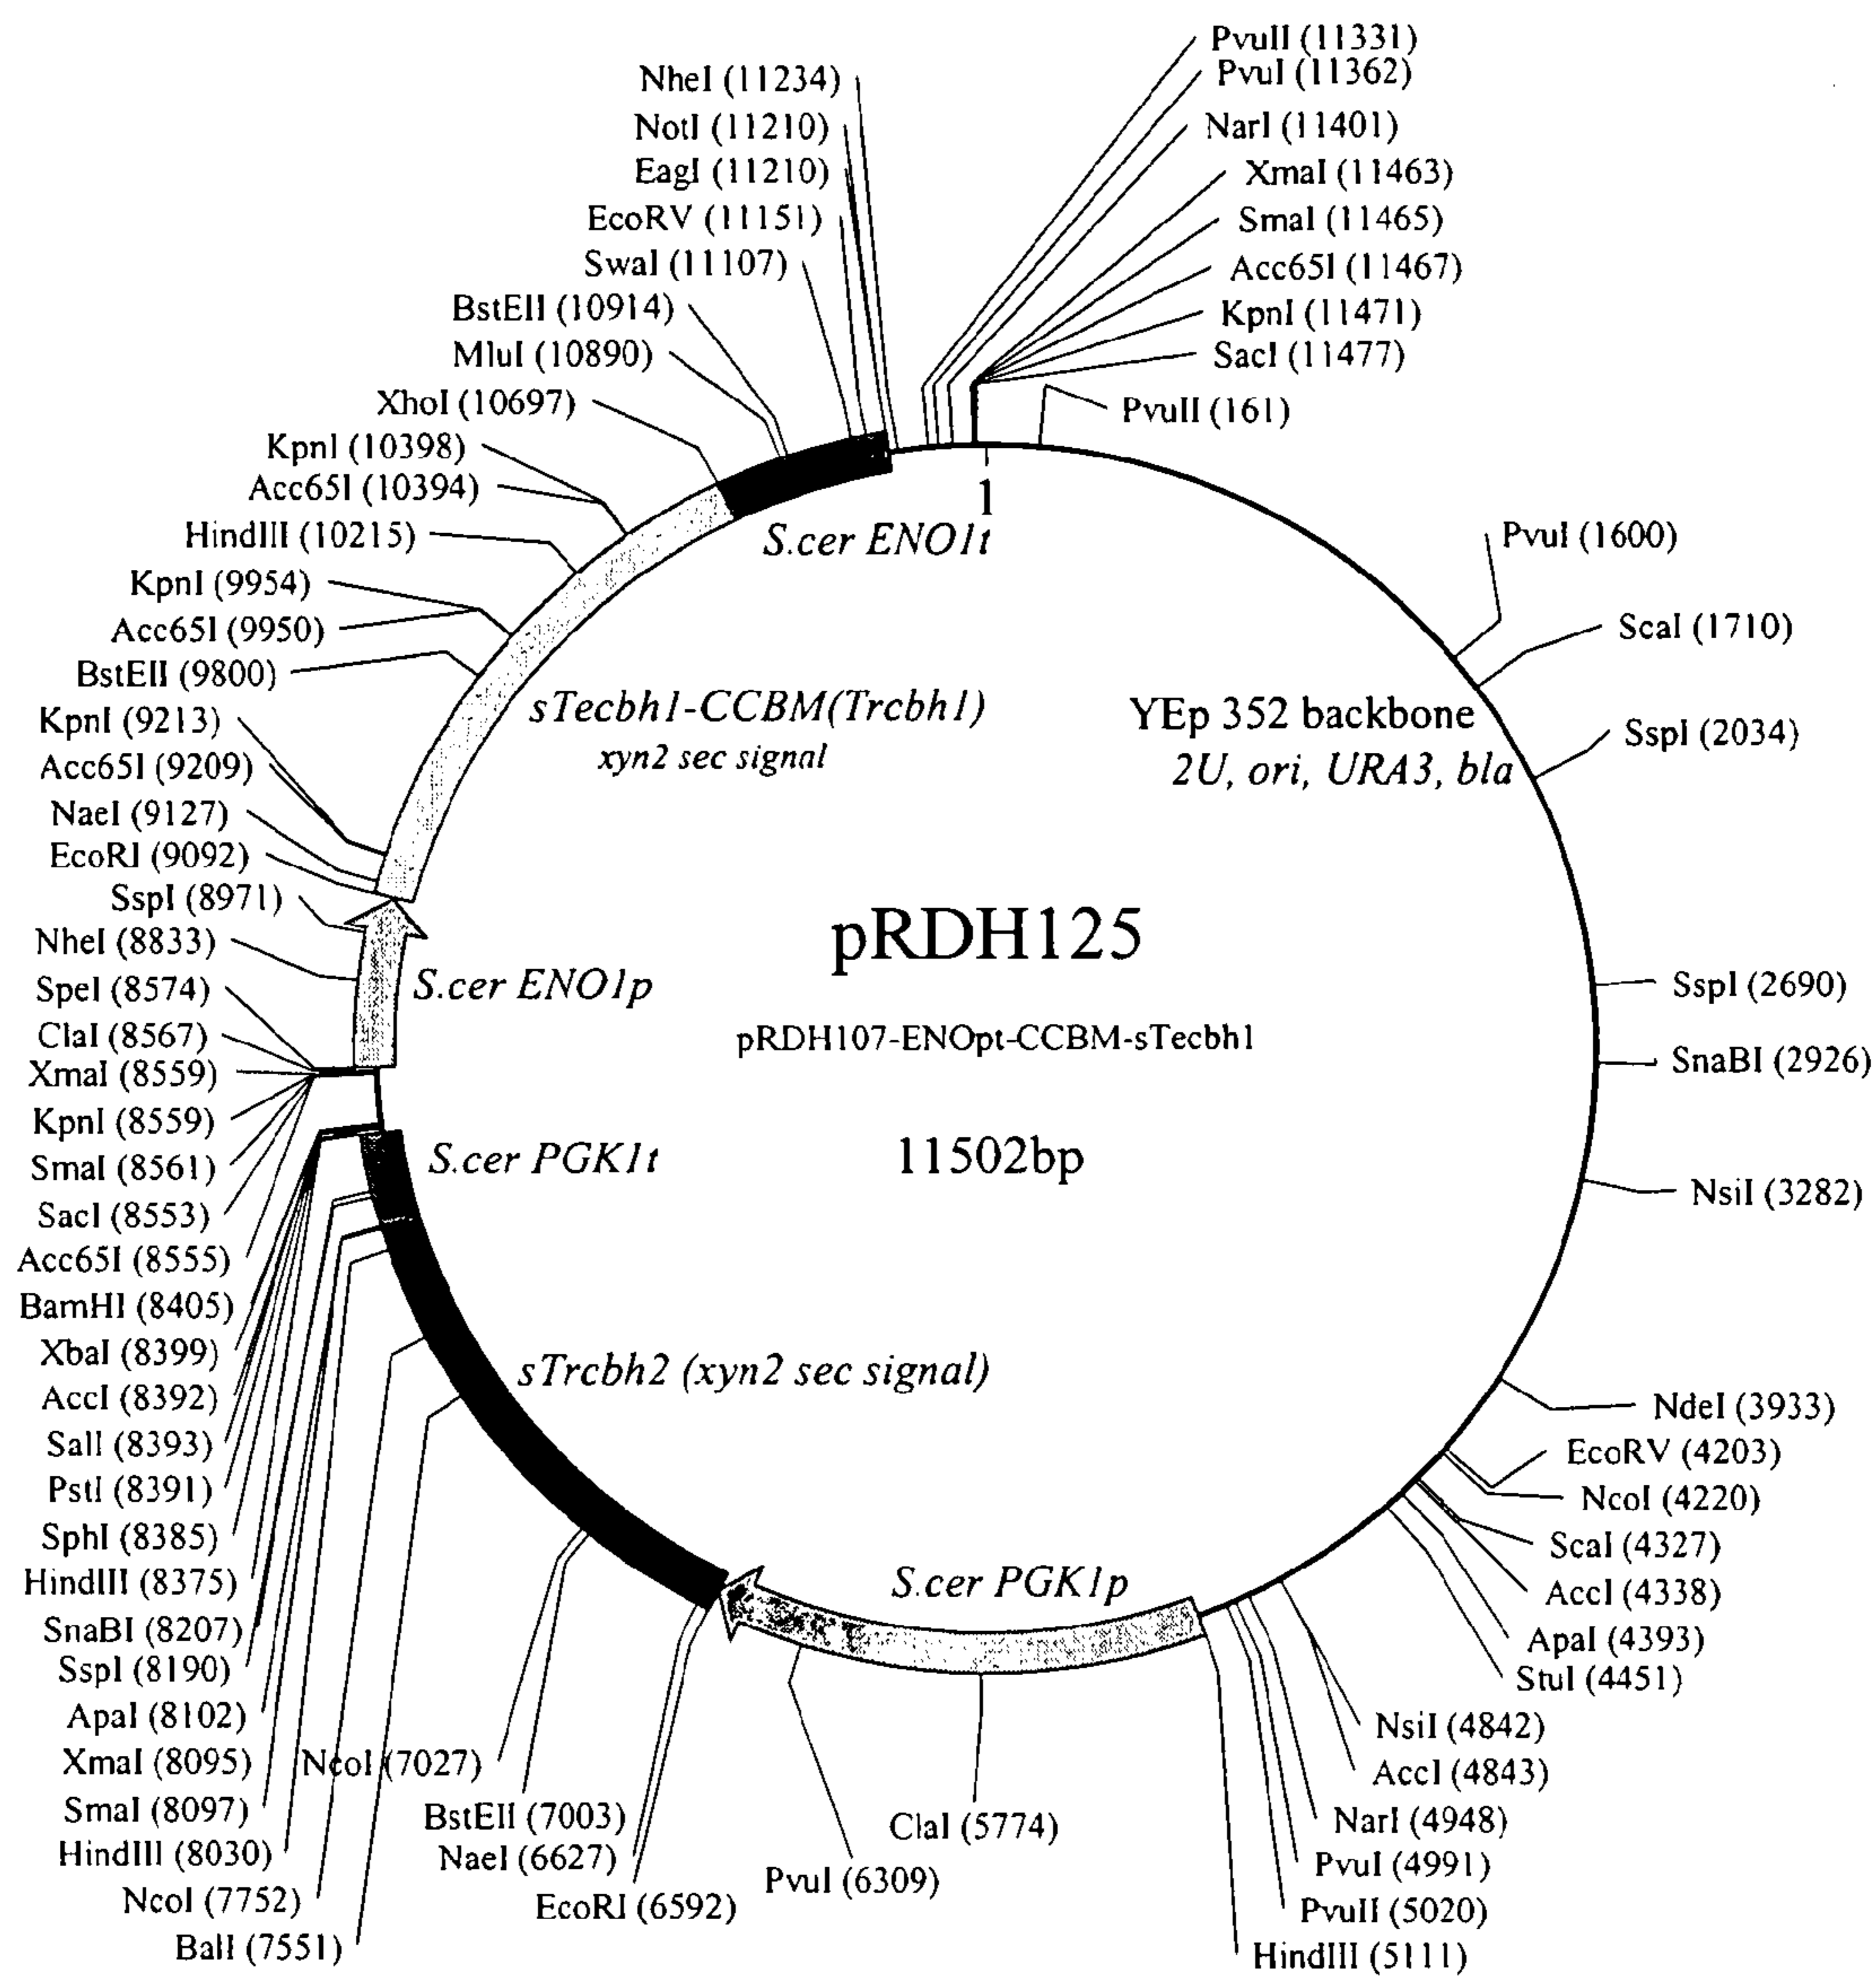 NheI (11234)
NotI (11210)
EagI (11210)
EcoRV (11151)
SwaI (11107)
BstEII (10914)
MluI (10890)
XhoI (10697)
KpnI (10398)
Acc65I (10394)
HindIII (10215)
KpnI (9954)
Acc65I (9950)
BstEII (9800)
KpnI (9213)
Acc65I (9209)
NaeI (9127)
EcoRI (9092)
SspI (8971)
NheI (8833)
SpeI (8574)
ClaI (8567)
XmaI (8559)
KpnI (8559)
SmaI (8561)
SacI (8553)
Acc65I (8555)
BamHI (8405)
XbaI (8399)
AccI (8392)
SalI (8393)
PstI (8391)
SphI (8385)
HindIII (8375)
SnaBI (8207)
SspI (8190)
ApaI (8102)
XmaI (8095)
SmaI (8097)
HindIII (8030)
NcoI (7752)
BalI (7551)
NcoI (7027)
BstEII (7003)
NaeI (6627)
EcoRI (6592)
PvuI (6309)
ClaI (5774)
PvuII (11331)
PvuI (11362)
NarI (11401)
XmaI (11463)
SmaI (11465)
Acc65I (11467)
KpnI (11471)
SacI (11477)
PvuII (161)
PvuI (1600)
ScaI (1710)
SspI (2034)
SspI (2690)
SnaBI (2926)
NsiI (3282)
NdeI (3933)
EcoRV (4203)
NcoI (4220)
ScaI (4327)
AccI (4338)
ApaI (4393)
StuI (4451)
NsiI (4842)
AccI (4843)
NarI (4948)
PvuI (4991)
PvuII (5020)
HindIII (5111)
1
S.cer ENO1t
sTecbh1-CCBM(Trcbh1)
xyn2 sec signal
YEp 352 backbone
2U, ori, URA3, bla
pRDH125
S.cer ENO1p
pRDH107-ENOpt-CCBM-sTecbh1
11502bp
S.cer PGK1t
sTrcbh2 (xyn2 sec signal)
S.cer PGK1p